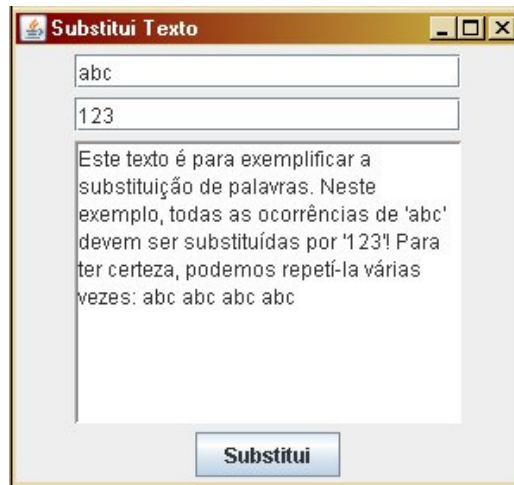 Substitui Texto
abc
123
Este texto é para exemplificar a
substituição de palavras. Neste
exemplo, todas as ocorrências de 'abc'
devem ser substituídas por '123'! Para
ter certeza, podemos repetí-la várias
vezes: abc abc abc abc
Substitui